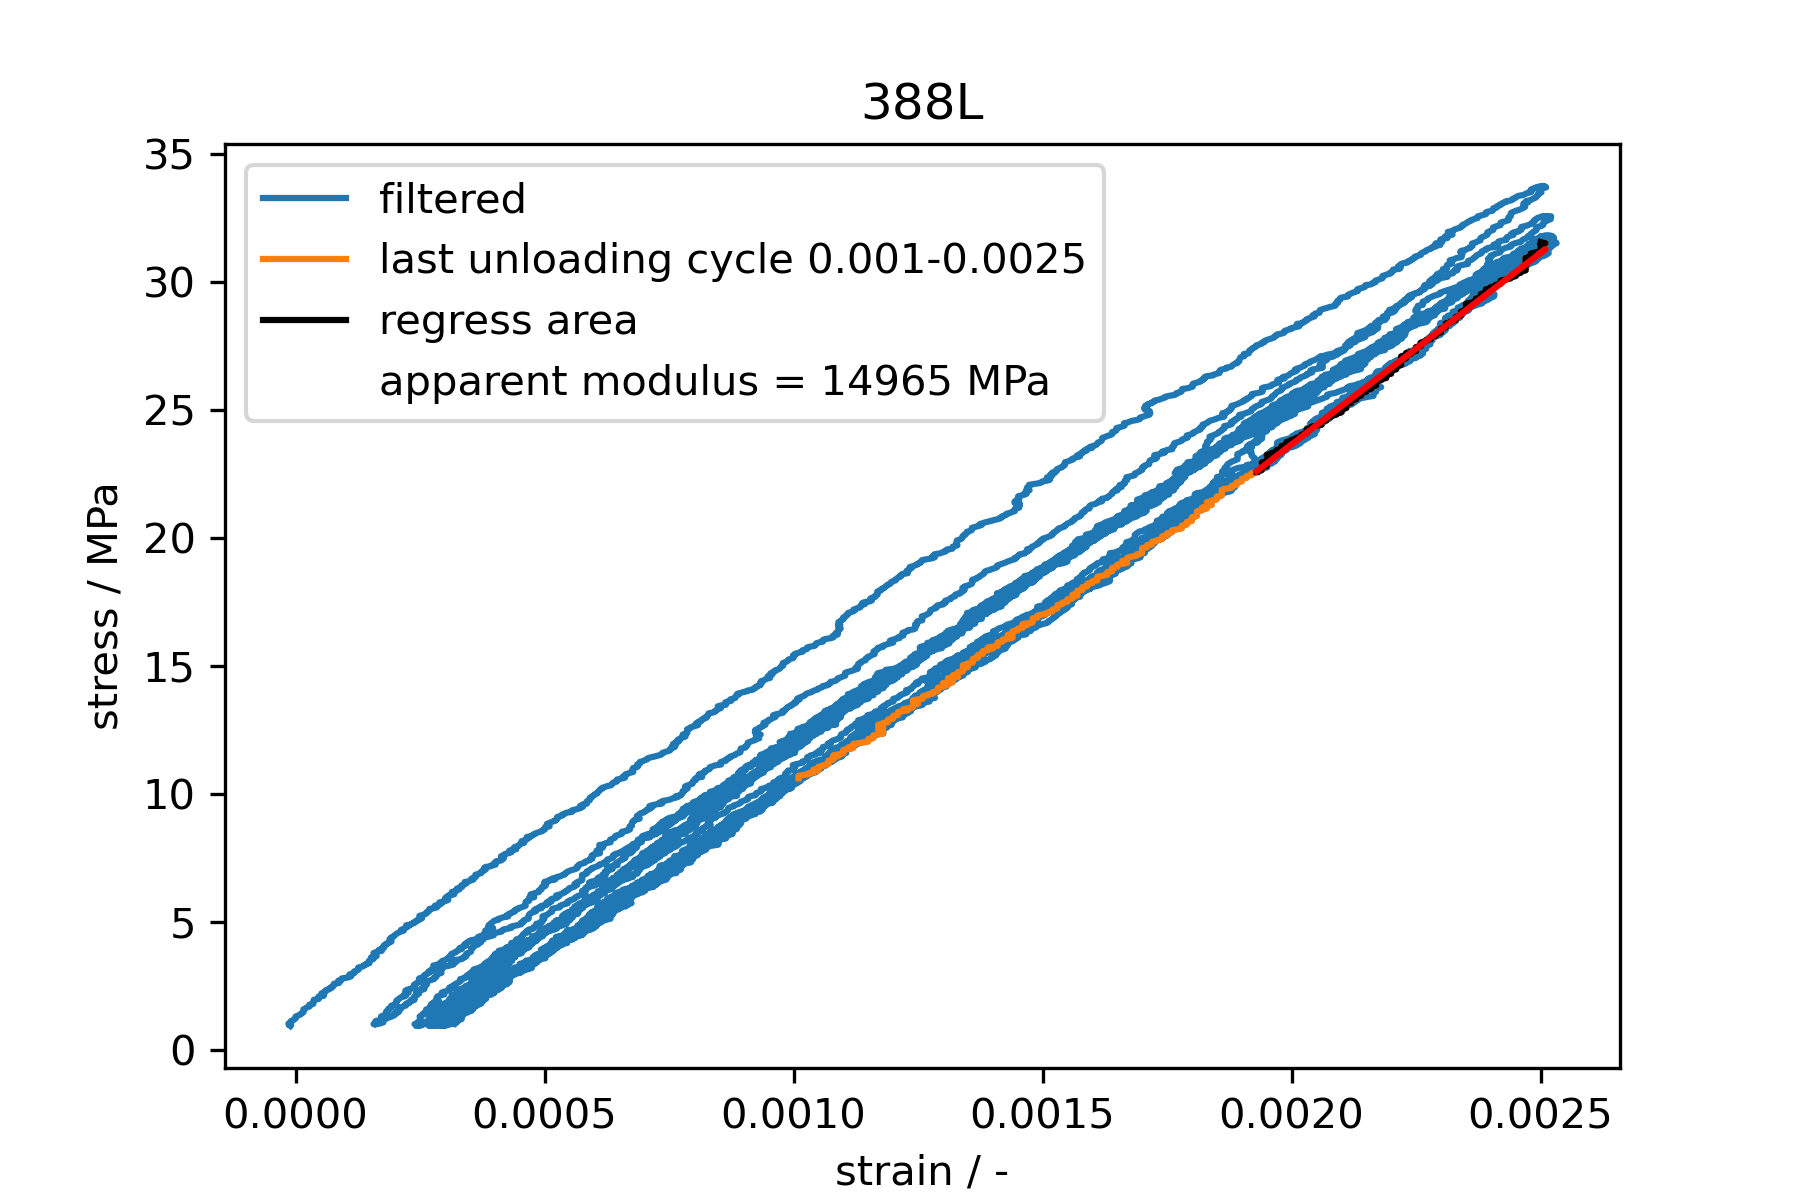 388L
35
30
25
20
15
10
5
0
stress / MPa
filtered
last unloading cycle 0.001-0.0025
regress area
apparent modulus = 14965 MPa
0.0000 0.0005 0.0010 0.0015 0.0020 0.0025
strain / -